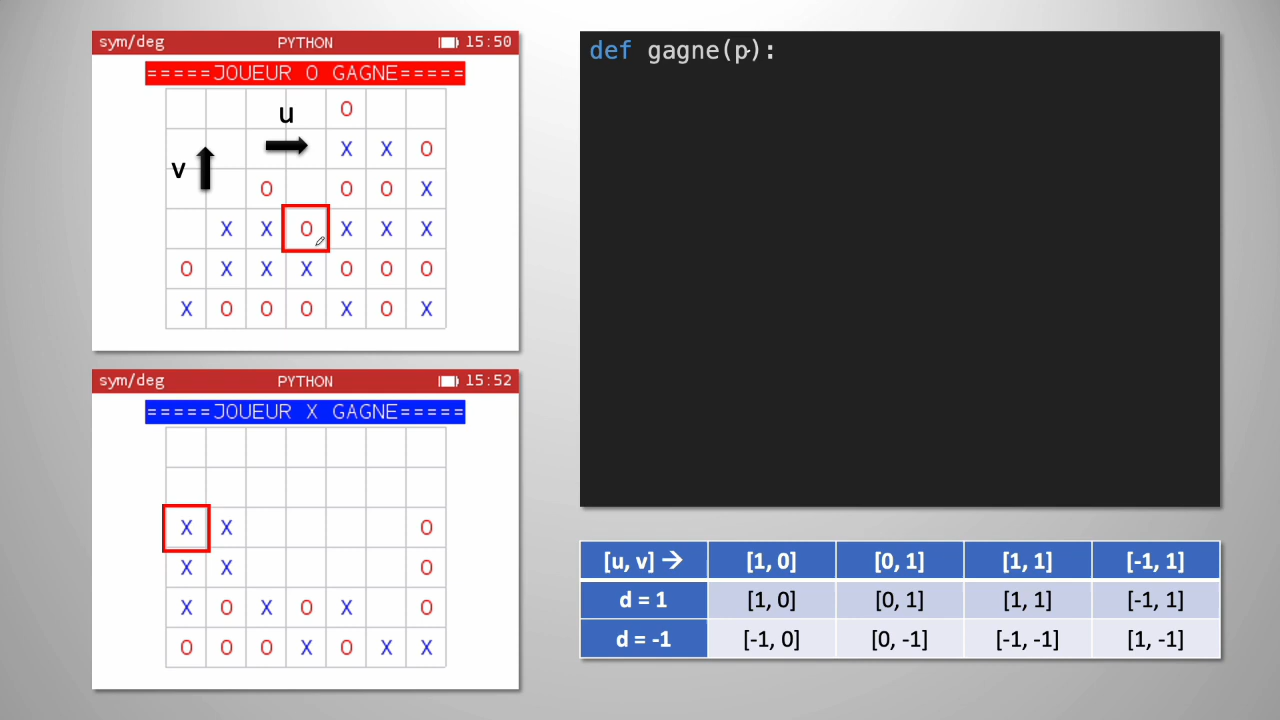 sym/deg PYTHON 15:50
=====JOUEUR O GAGNE=====
u
v
O
X X O
O O O X
X X O X X X
O X X X O O O
X O O O X O X
sym/deg PYTHON 15:52
=====JOUEUR X GAGNE=====
X X O
X X O
X O X O X O
O O O X O X X
def gagne(p):
[u, v] → [1, 0] [0, 1] [1, 1] [-1, 1]
d = 1 [1, 0] [0, 1] [1, 1] [-1, 1]
d = -1 [-1, 0] [0, -1] [-1, -1] [1, -1]